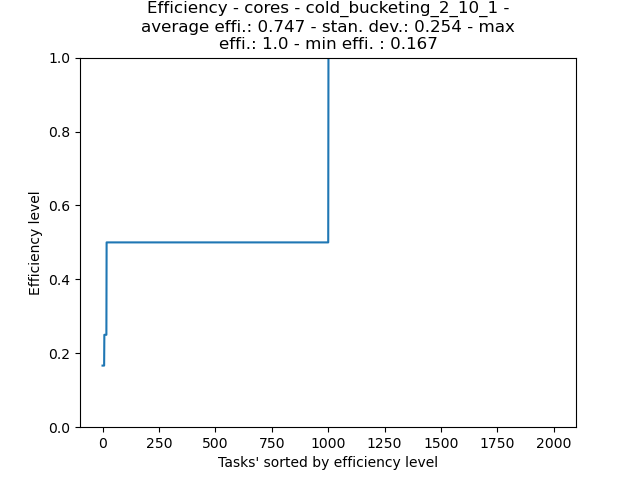 Efficiency - cores - cold_bucketing_2_10_1 -
average effi.: 0.747 - stan. dev.: 0.254 - max
effi.: 1.0 - min effi. : 0.167
1.0
0.8
0.6
0.4
0.2
0.0
Efficiency level
0 250 500 750 1000 1250 1500 1750 2000
Tasks' sorted by efficiency level